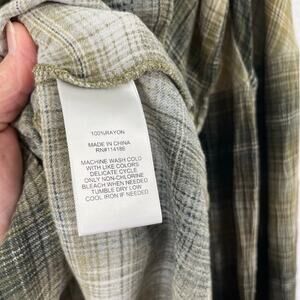 100%RAYON
MADE IN CHINA
RN#114186
MACHINE WASH COLD
WITH LIKE COLORS
DELICATE CYCLE
ONLY NON-CHLORINE
BLEACH WHEN NEEDED
TUMBLE DRY LOW
COOL IRON IF NEEDED